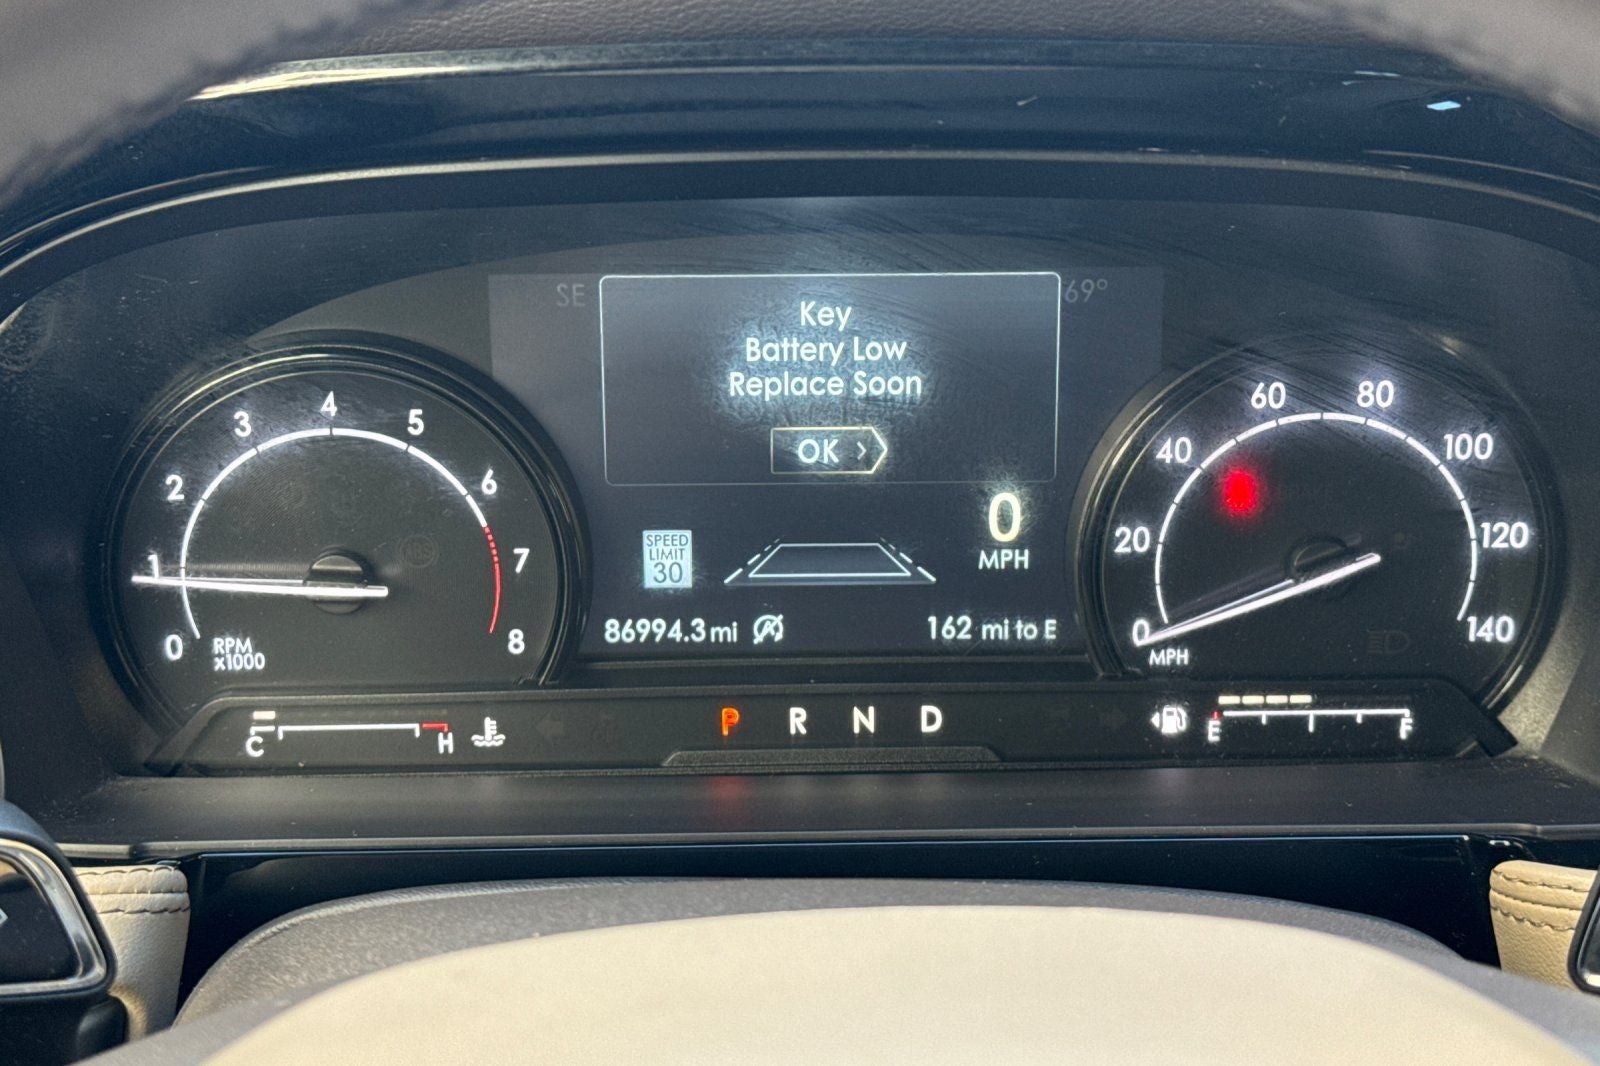 SE
69°
Key
Battery Low
Replace Soon
OK
SPEED
LIMIT
30
0
MPH
86994.3 mi
162 mi to E
0
1
2
3
4
5
6
7
8
RPM
x1000
ABS
0
20
40
60
80
100
120
140
MPH
C
H
P R N D
E
F